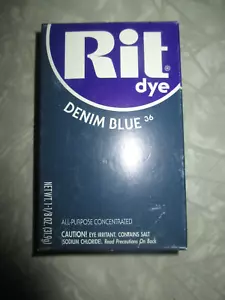 Rit®
dye
DENIM BLUE 36
NET WT. 1-1/8 OZ. (31.9g)
ALL-PURPOSE CONCENTRATED
CAUTION! EYE IRRITANT, CONTAINS SALT
(SODIUM CHLORIDE). Read Precautions On Back